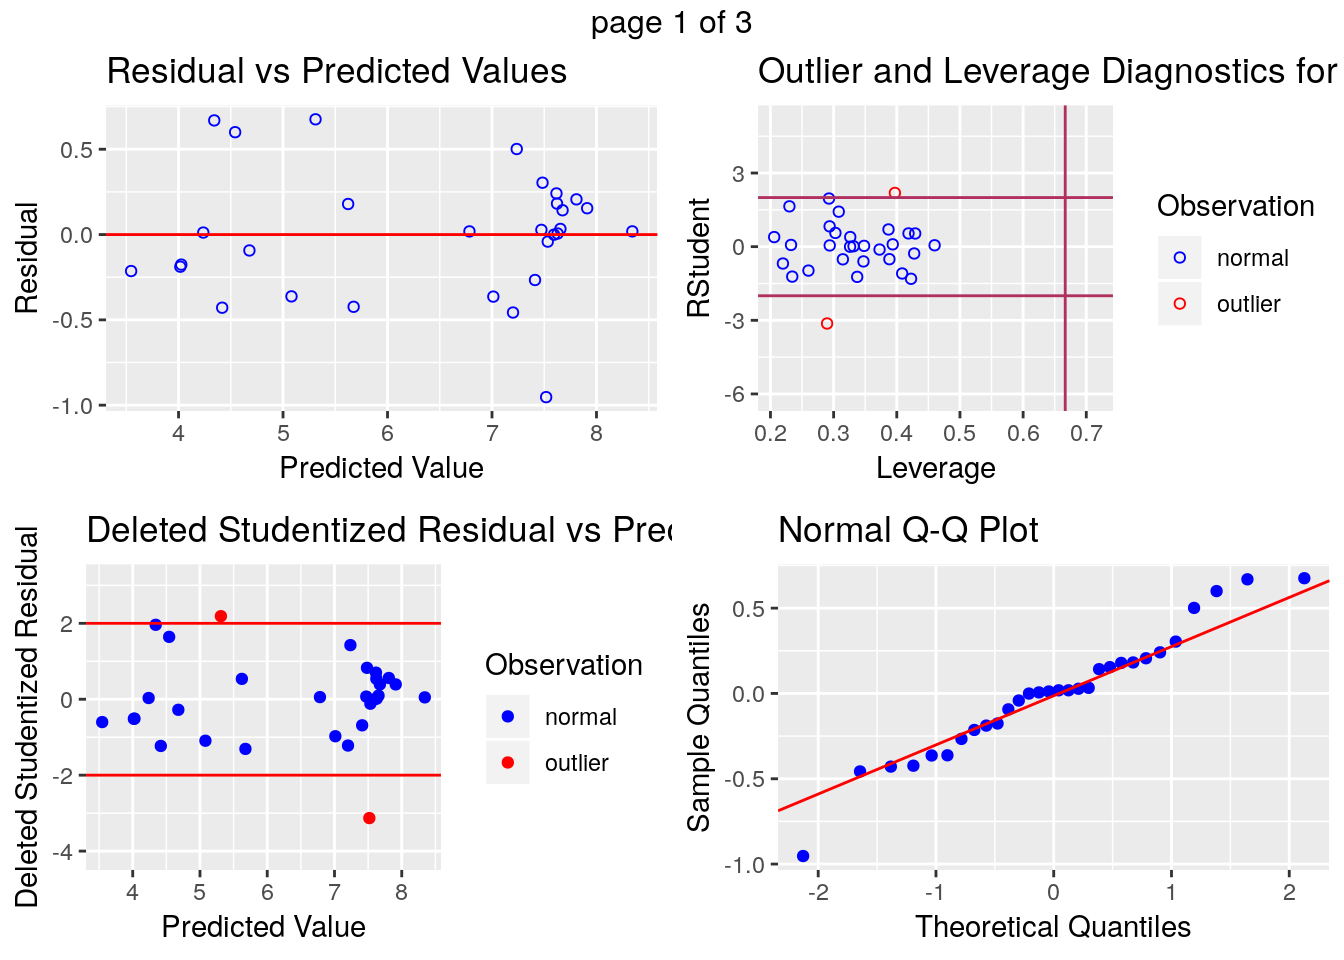 page 1 of 3
Residual vs Predicted Values
Residual
0.5
0.0
-0.5
-1.0
4 5 6 7 8
Predicted Value
Outlier and Leverage Diagnostics for
RStudent
3
0
-3
-6
0.2 0.3 0.4 0.5 0.6 0.7
Leverage
Observation
normal
outlier
Deleted Studentized Residual vs Pred
Deleted Studentized Residual
2
0
-2
-4
4 5 6 7 8
Predicted Value
Observation
normal
outlier
Normal Q-Q Plot
Sample Quantiles
0.5
0.0
-0.5
-1.0
-2 -1 0 1 2
Theoretical Quantiles